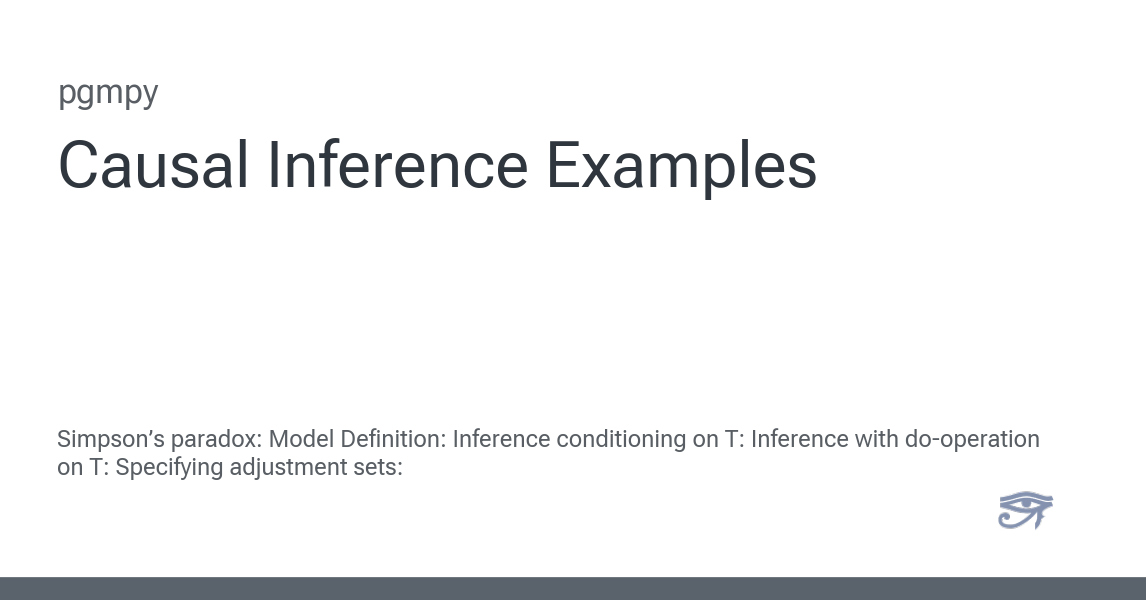 pgmpy
Causal Inference Examples
Simpson’s paradox: Model Definition: Inference conditioning on T: Inference with do-operation
on T: Specifying adjustment sets: